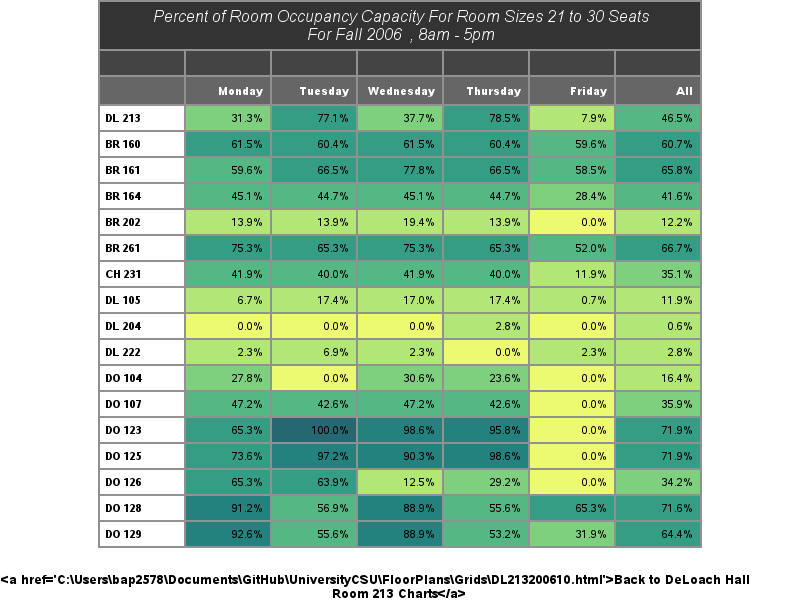 Percent of Room Occupancy Capacity For Room Sizes 21 to 30 Seats
For Fall 2006 , 8am - 5pm
Monday Tuesday Wednesday Thursday Friday All
DL 213 31.3% 77.1% 37.7% 78.5% 7.9% 46.5%
BR 160 61.5% 60.4% 61.5% 60.4% 59.6% 60.7%
BR 161 59.6% 66.5% 77.8% 66.5% 58.5% 65.8%
BR 164 45.1% 44.7% 45.1% 44.7% 28.4% 41.6%
BR 202 13.9% 13.9% 19.4% 13.9% 0.0% 12.2%
BR 261 75.3% 65.3% 75.3% 65.3% 52.0% 66.7%
CH 231 41.9% 40.0% 41.9% 40.0% 11.9% 35.1%
DL 105 6.7% 17.4% 17.0% 17.4% 0.7% 11.9%
DL 204 0.0% 0.0% 0.0% 2.8% 0.0% 0.6%
DL 222 2.3% 6.9% 2.3% 0.0% 2.3% 2.8%
DO 104 27.8% 0.0% 30.6% 23.6% 0.0% 16.4%
DO 107 47.2% 42.6% 47.2% 42.6% 0.0% 35.9%
DO 123 65.3% 100.0% 98.6% 95.8% 0.0% 71.9%
DO 125 73.6% 97.2% 90.3% 98.6% 0.0% 71.9%
DO 126 65.3% 63.9% 12.5% 29.2% 0.0% 34.2%
DO 128 91.2% 56.9% 88.9% 55.6% 65.3% 71.6%
DO 129 92.6% 55.6% 88.9% 53.2% 31.9% 64.4%
<a href='C:\Users\bap2578\Documents\GitHub\UniversityCSU\FloorPlans\Grids\DL213200610.html'>Back to DeLoach Hall
Room 213 Charts</a>